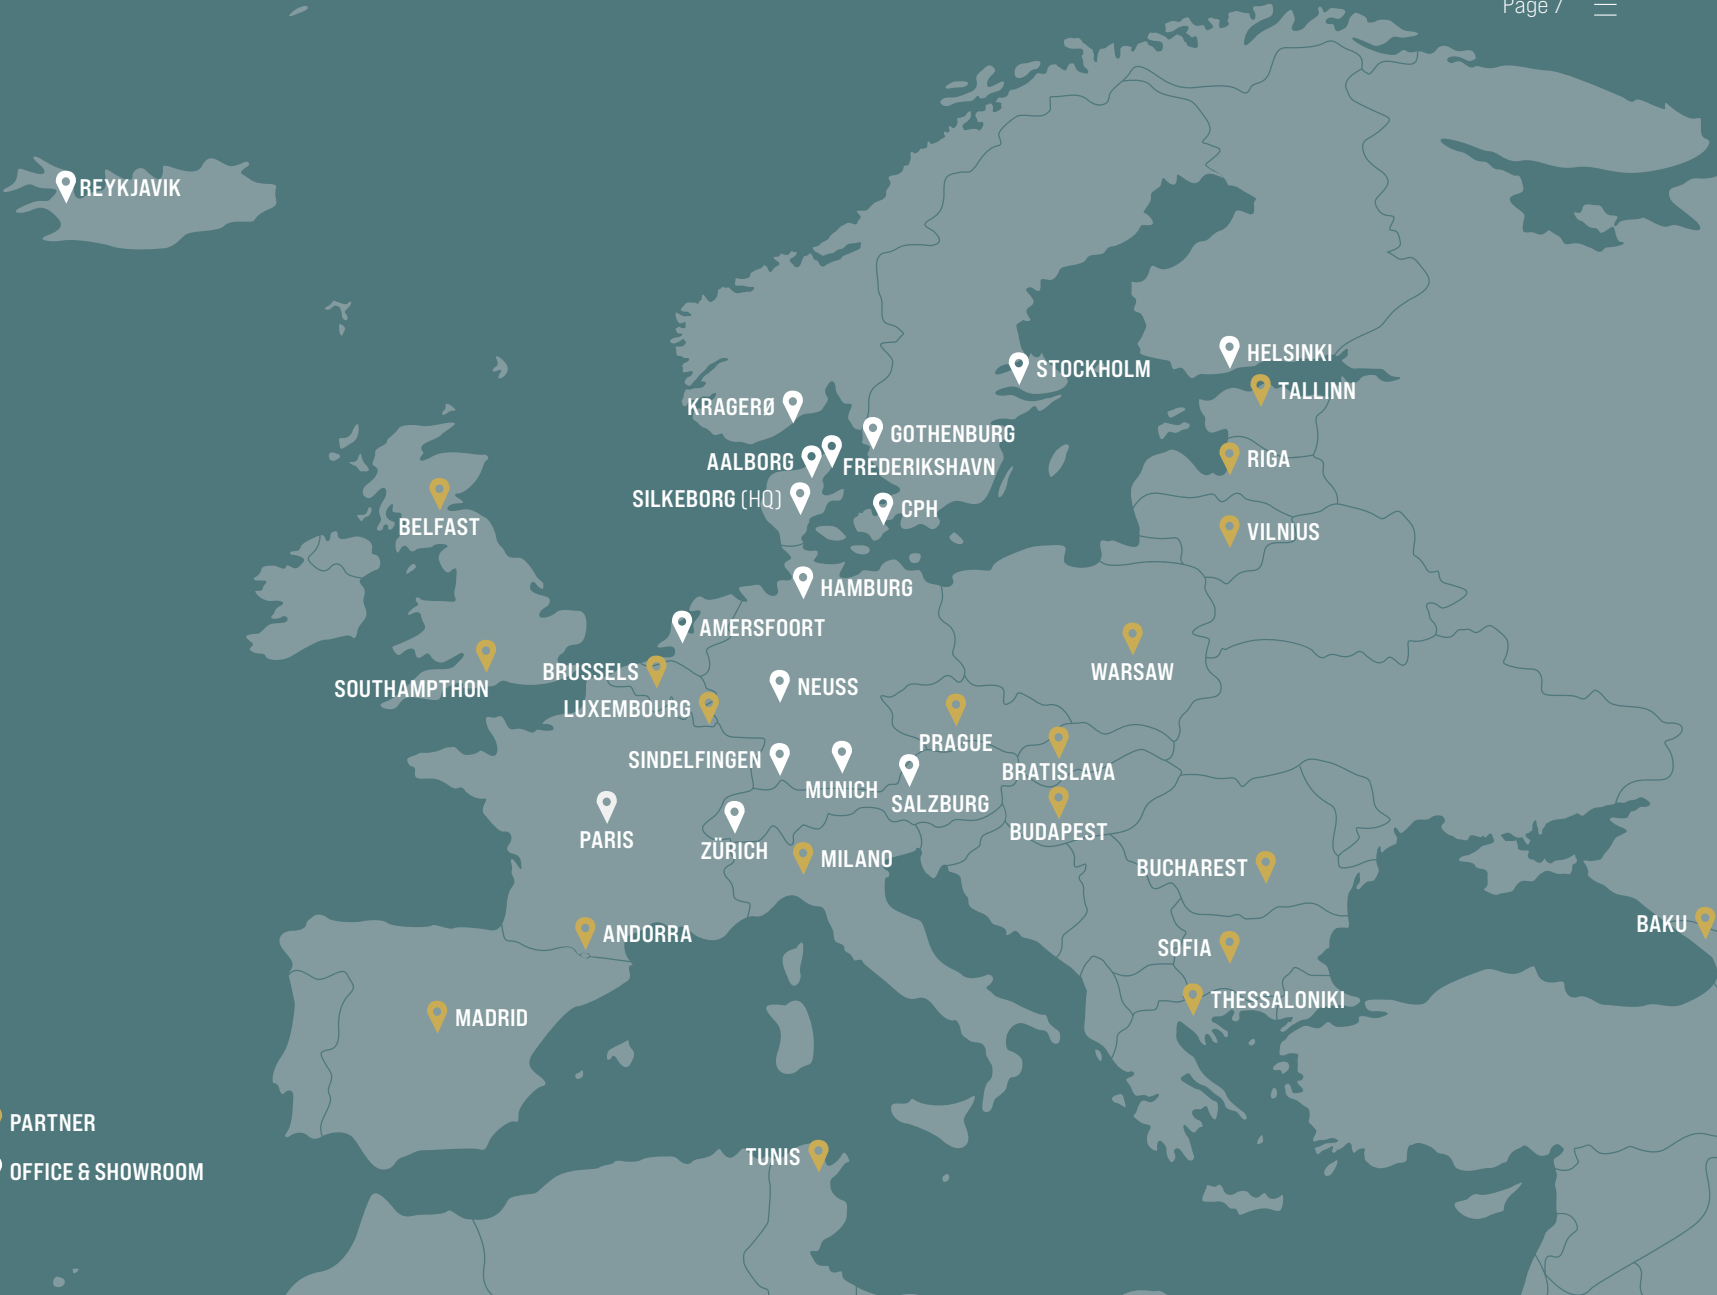 Page 7
REYKJAVIK
HELSINKI
STOCKHOLM
TALLINN
KRAGERØ
GOTHENBURG
AALBORG
FREDERIKSHAVN
RIGA
SILKEBORG (HQ)
CPH
BELFAST
VILNIUS
HAMBURG
AMERSFOORT
BRUSSELS
WARSAW
SOUTHAMPTHON
NEUSS
LUXEMBOURG
PRAGUE
SINDELFINGEN
BRATISLAVA
MUNICH
SALZBURG
PARIS
BUDAPEST
ZÜRICH
MILANO
BUCHAREST
BAKU
ANDORRA
SOFIA
THESSALONIKI
MADRID
PARTNER
TUNIS
OFFICE & SHOWROOM